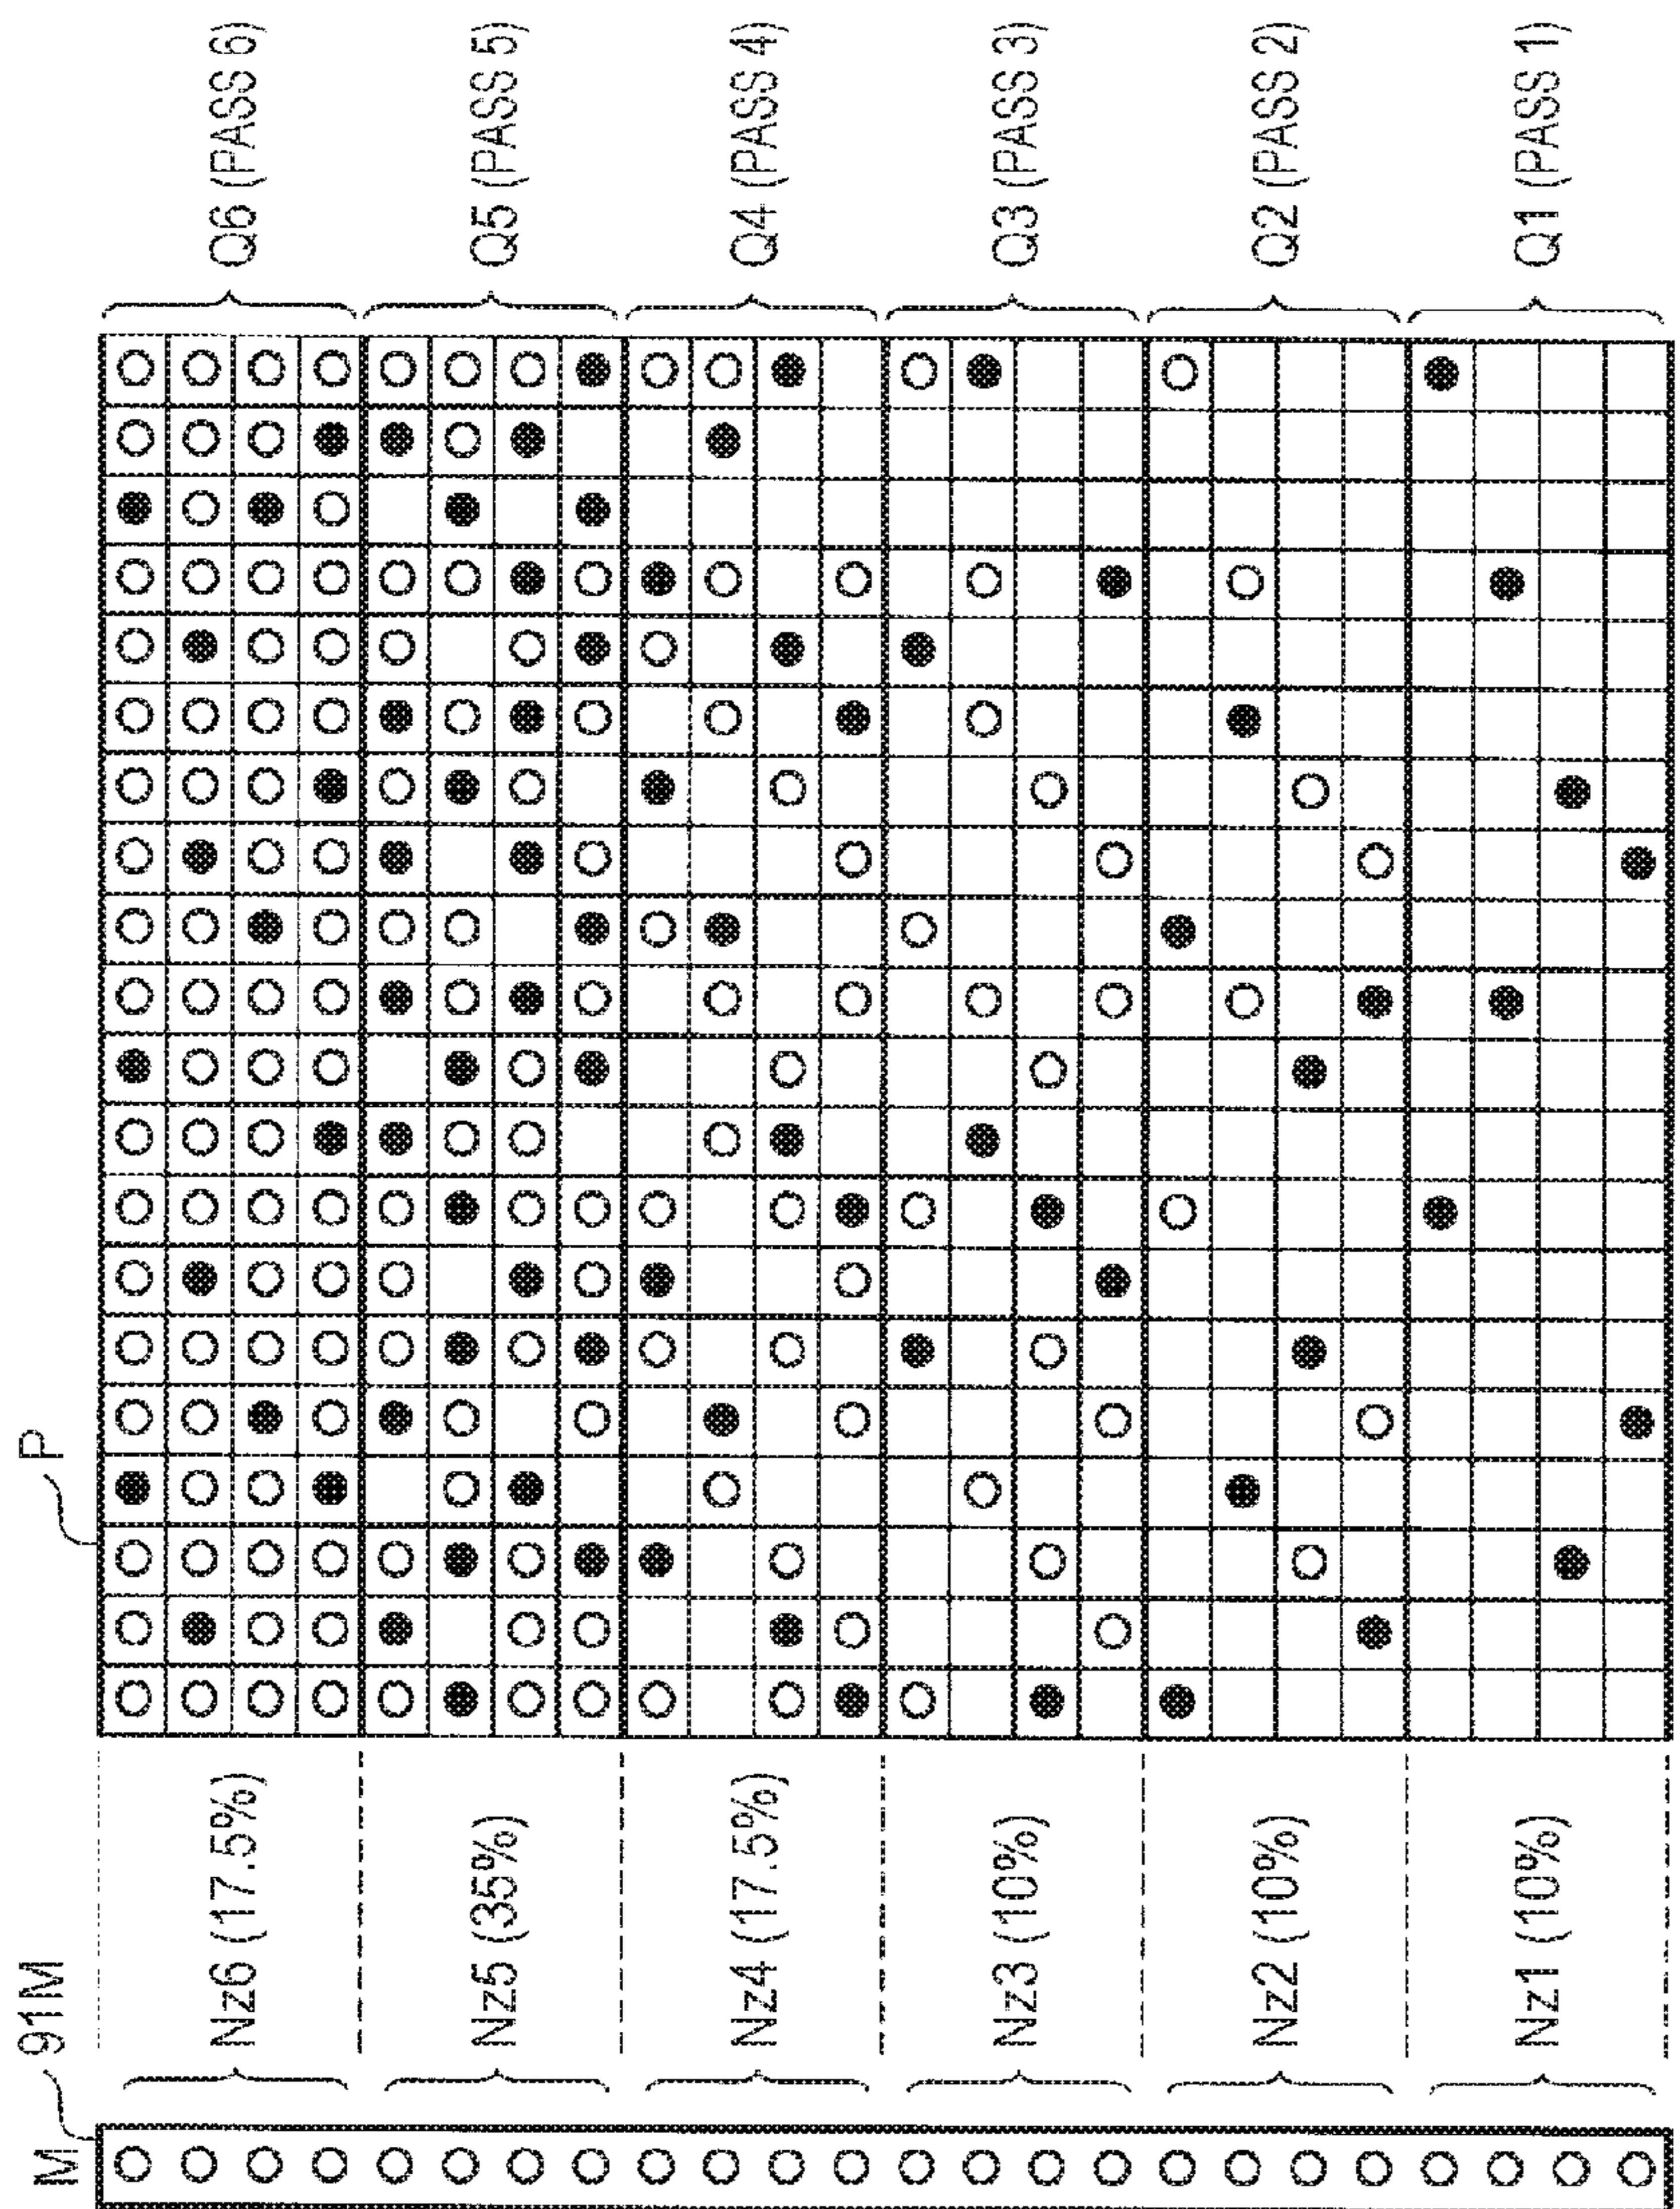 M
91M
P
Nz6 (17.5%)
Q6 (PASS 6)
Nz5 (35%)
Q5 (PASS 5)
Nz4 (17.5%)
Q4 (PASS 4)
Nz3 (10%)
Q3 (PASS 3)
Nz2 (10%)
Q2 (PASS 2)
Nz1 (10%)
Q1 (PASS 1)